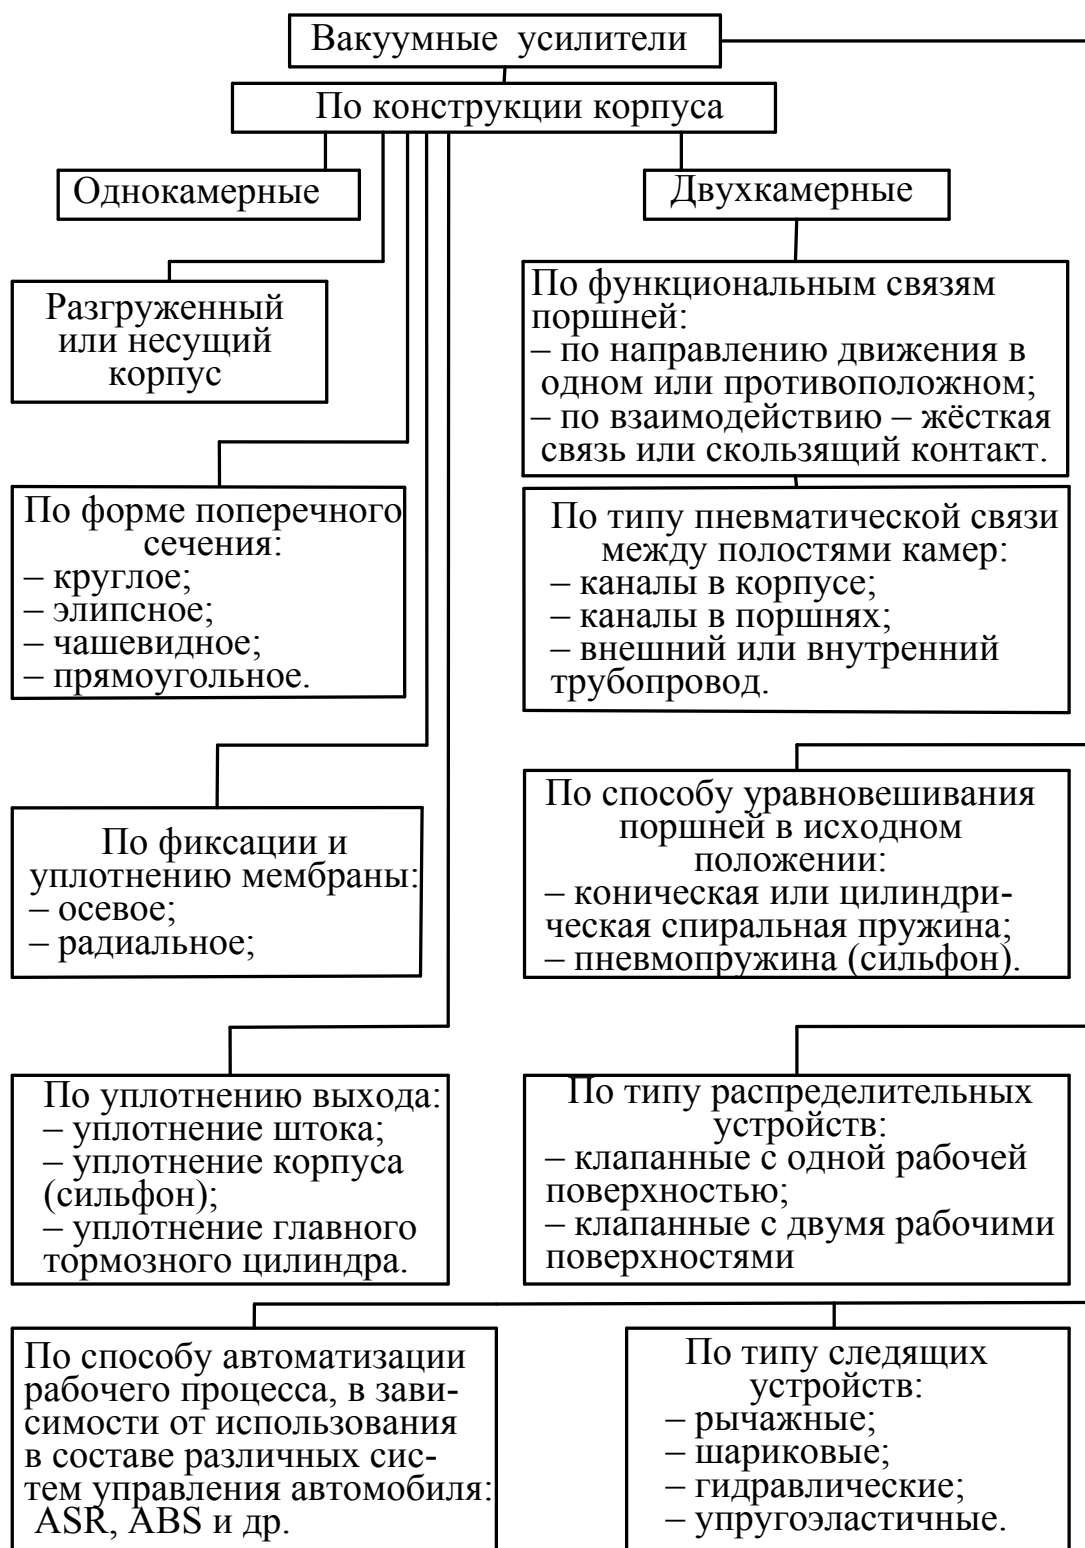 Вакуумные усилители
По конструкции корпуса
Однокамерные
Двухкамерные
Разгруженный
или несущий
корпус
По функциональным связям
поршней:
– по направлению движения в
одном или противоположном;
– по взаимодействию – жёсткая
связь или скользящий контакт.
По форме поперечного
сечения:
– круглое;
– элипсное;
– чашевидное;
– прямоугольное.
По типу пневматической связи
между полостями камер:
– каналы в корпусе;
– каналы в поршнях;
– внешний или внутренний
трубопровод.
По фиксации и
уплотнению мембраны:
– осевое;
– радиальное;
По способу уравновешивания
поршней в исходном
положении:
– коническая или цилиндри-
ческая спиральная пружина;
– пневмопружина (сильфон).
По уплотнению выхода:
– уплотнение штока;
– уплотнение корпуса
(сильфон);
– уплотнение главного
тормозного цилиндра.
По типу распределительных
устройств:
– клапанные с одной рабочей
поверхностью;
– клапанные с двумя рабочими
поверхностями
По способу автоматизации
рабочего процесса, в зави-
симости от использования
в составе различных сис-
тем управления автомобиля:
ASR, ABS и др.
По типу следящих
устройств:
– рычажные;
– шариковые;
– гидравлические;
– упругоэластичные.